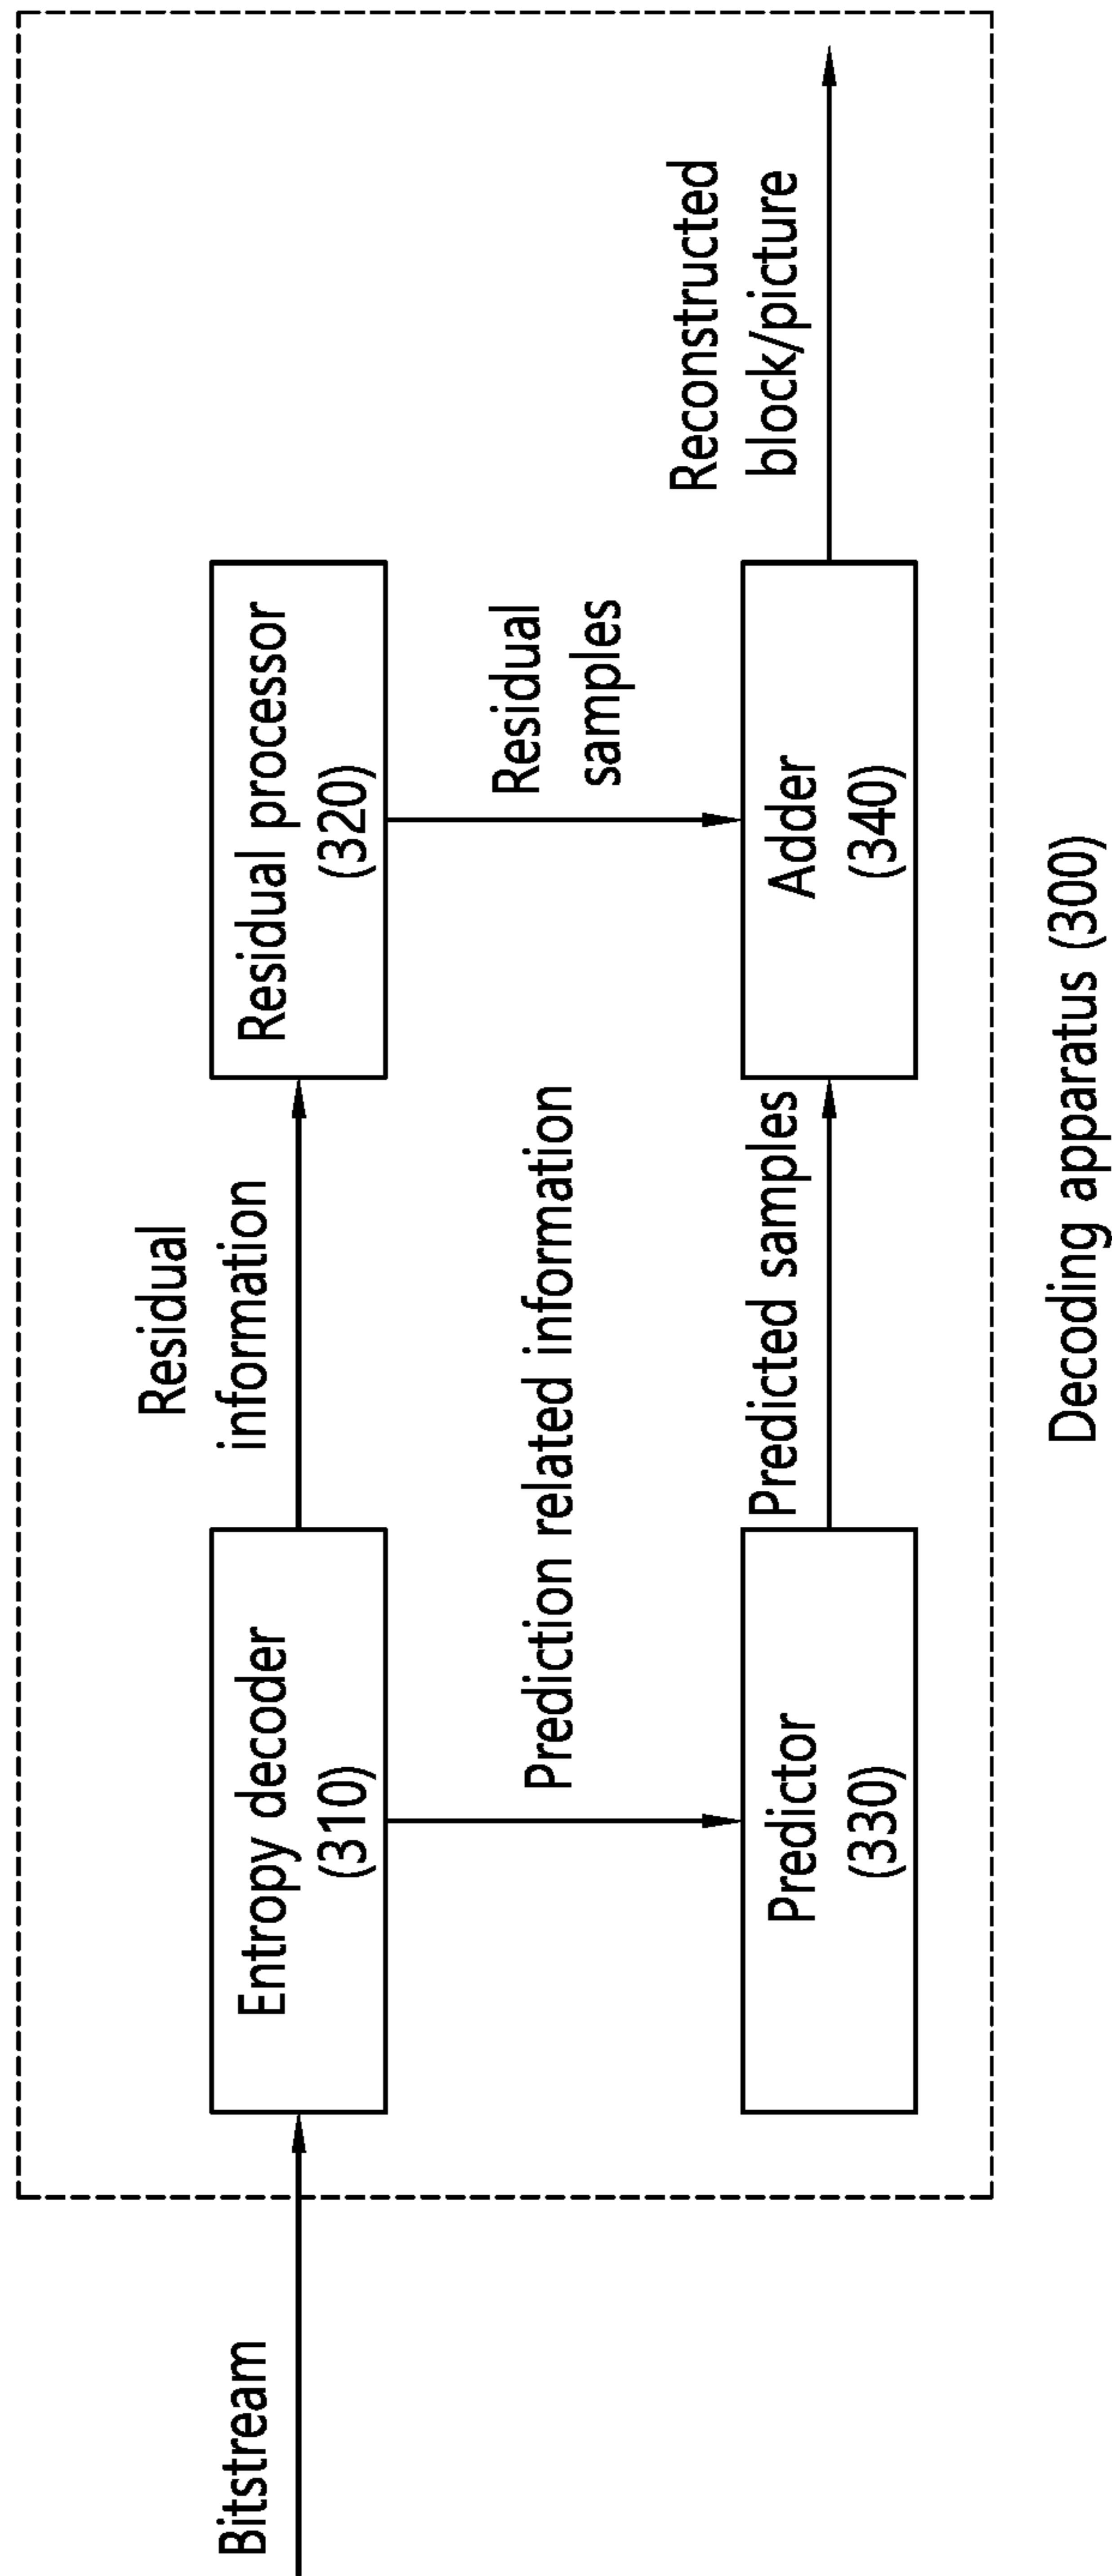 Bitstream
Entropy decoder
(310)
Residual
information
Residual processor
(320)
Prediction related information
Residual
samples
Predictor
(330)
Predicted samples
Adder
(340)
Reconstructed
block/picture
Decoding apparatus (300)